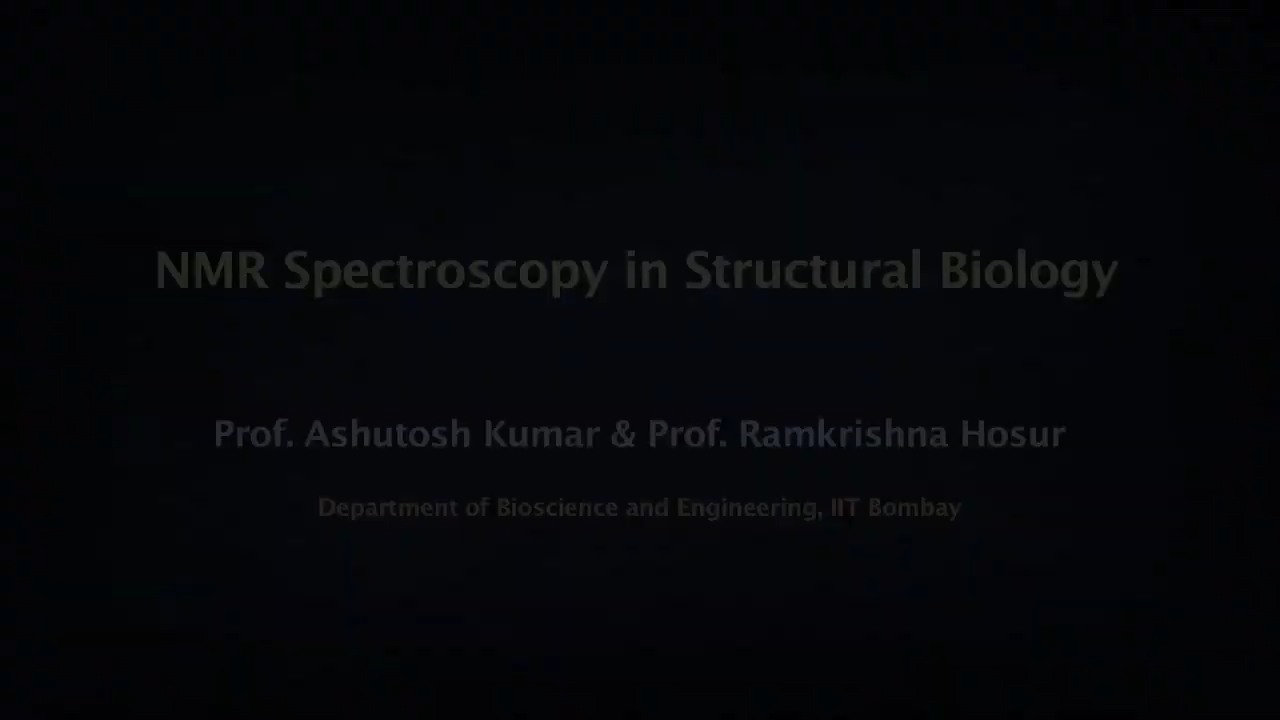 NMR Spectroscopy in Structural Biology
Prof. Ashutosh Kumar & Prof. Ramkrishna Hosur
Department of Bioscience and Engineering, IIT Bombay